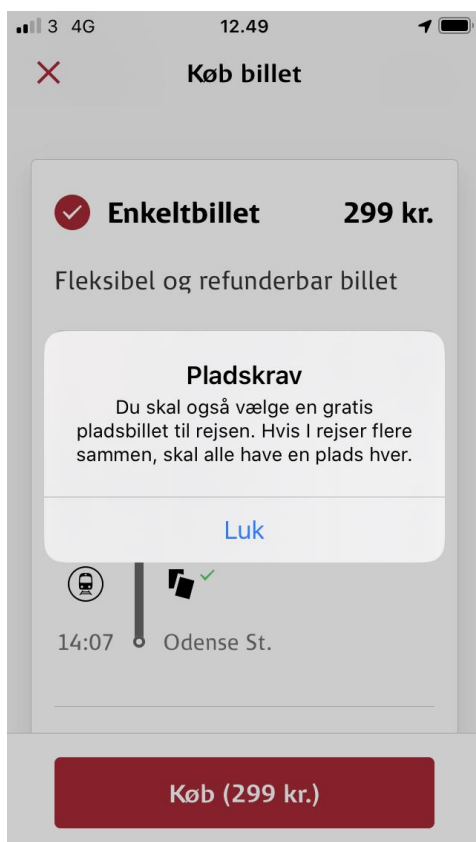 3 4G 12.49
Køb billet
Enkeltbillet 299 kr.
Fleksibel og refunderbar billet
Pladskrav
Du skal også vælge en gratis
pladsbillet til rejsen. Hvis I rejser flere
sammen, skal alle have en plads hver.
Luk
14:07 Odense St.
Køb (299 kr.)